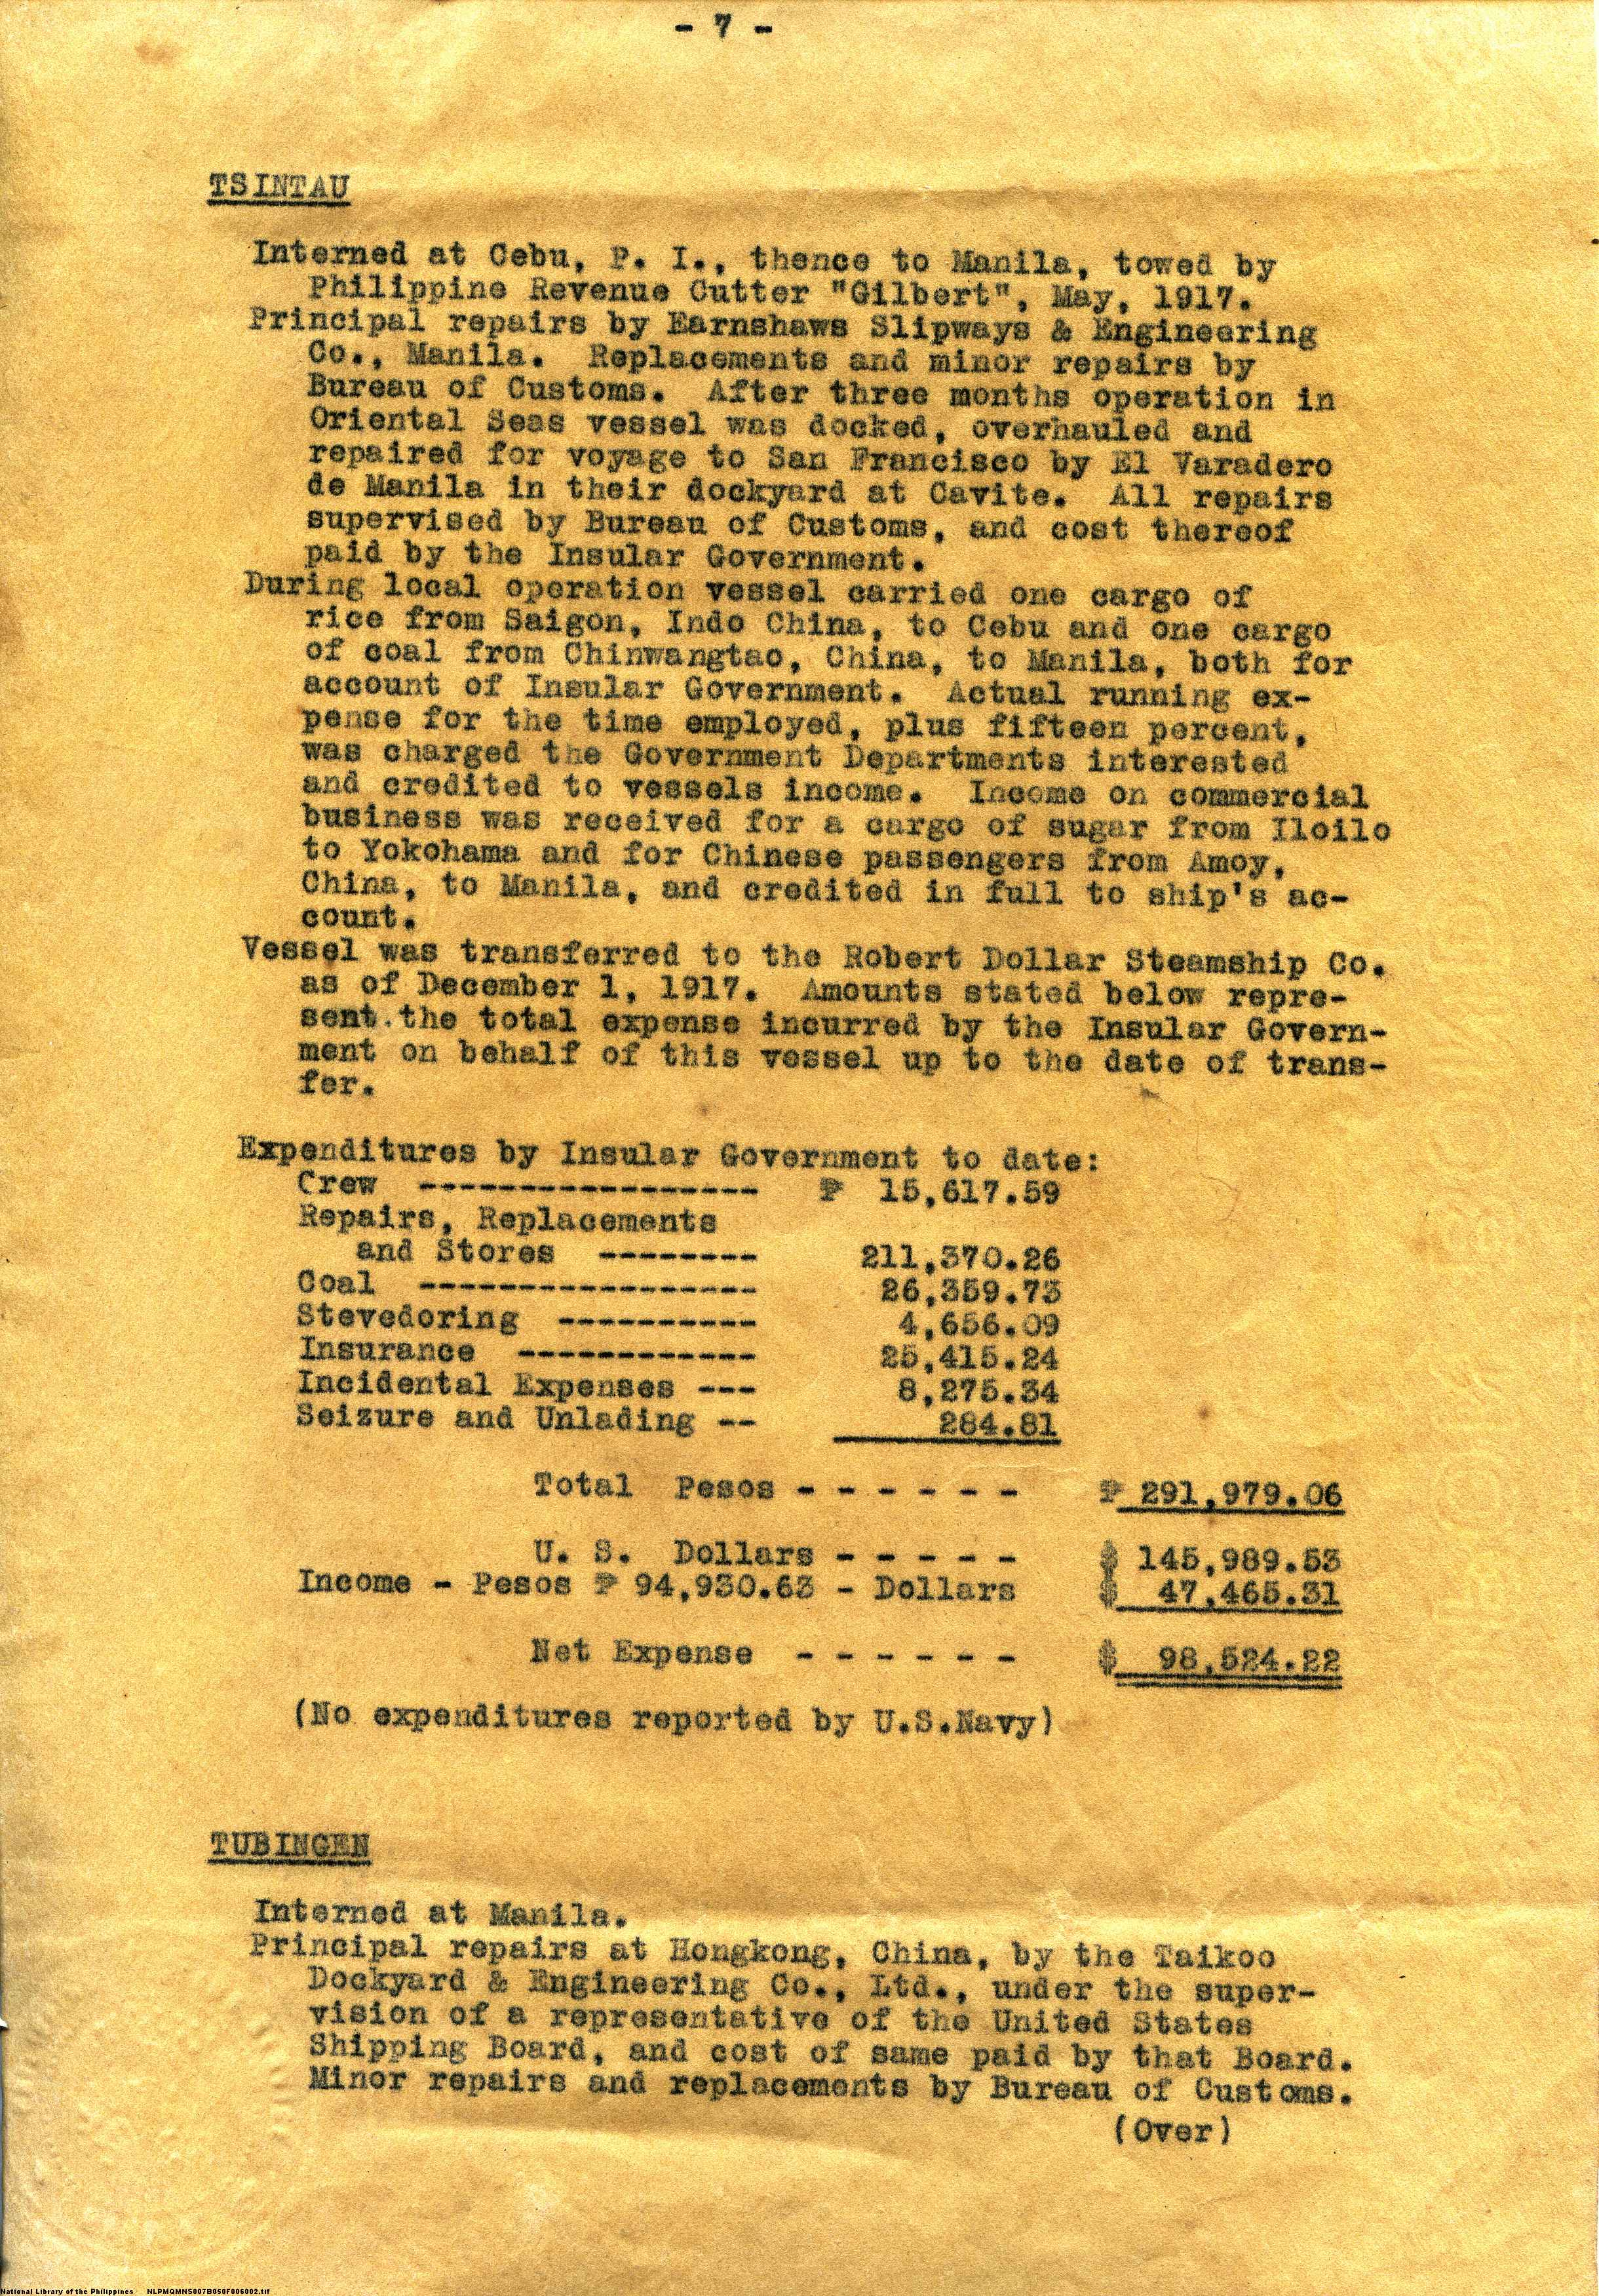 - 7 -
TSINTAU
Interned at Cebu, P. I., thence to Manila, towed by
Philippine Revenue Cutter "Gilbert", May, 1917.
Principal repairs by Earnshaws Slipways & Engineering
Co., Manila. Replacements and minor repairs by
Bureau of Customs. After three months operation in
Oriental Seas vessel was docked, overhauled and
repaired for voyage to San Francisco by El Varadero
de Manila in their dockyard at Cavite. All repairs
supervised by Bureau of Customs, and cost thereof
paid by the Insular Government.
During local operation vessel carried one cargo of
rice from Saigon, Indo China, to Cebu and one cargo
of coal from Chinwangtao, China, to Manila, both for
account of Insular Government. Actual running ex-
pense for the time employed, plus fifteen percent,
was charged the Government Departments interested
and credited to vessels income. Income on commercial
business was received for a cargo of sugar from Iloilo
to Yokohama and for Chinese passengers from Amoy,
China, to Manila, and credited in full to ship's ac-
count.
Vessel was transferred to the Robert Dollar Steamship Co.
as of December 1, 1917. Amounts stated below repre-
sent the total expense incurred by the Insular Govern-
ment on behalf of this vessel up to the date of trans-
fer.
Expenditures by Insular Government to date:
Crew ----------------- ₱ 15,617.59
Repairs, Replacements
and Stores -------- 211,370.26
Coal ----------------- 26,359.73
Stevedoring ---------- 4,656.09
Insurance ------------ 25,415.24
Incidental Expenses --- 8,275.34
Seizure and Unlading -- 284.81
Total Pesos - - - - - - ₱ 291,979.06
U. S. Dollars - - - - - $ 145,989.53
Income - Pesos ₱ 94,930.63 - Dollars $ 47,465.31
Net Expense - - - - - - $ 98,524.22
(No expenditures reported by U.S.Navy)
TUBINGEN
Interned at Manila.
Principal repairs at Hongkong, China, by the Taikoo
Dockyard & Engineering Co., Ltd., under the super-
vision of a representative of the United States
Shipping Board, and cost of same paid by that Board.
Minor repairs and replacements by Bureau of Customs.
(Over)
National Library of the Philippines NLPMQMNS007B060F006002.tif